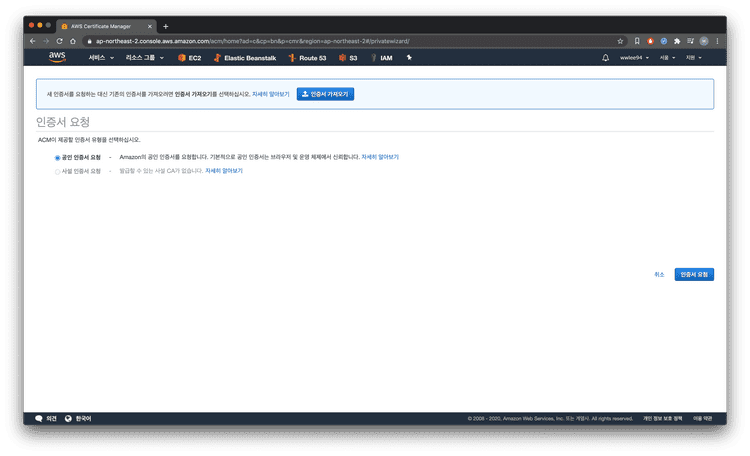 AWS Certificate Manager
ap-northeast-2.console.aws.amazon.com/acm/home?ad=c&cp=bn&p=cnr&region=ap-northeast-2#/privatewizard/
aws 서비스 리소스 그룹 EC2 Elastic Beanstalk Route 53 S3 IAM wwlee94 서울 지원
새 인증서를 요청하는 대신 기존의 인증서를 가져오려면 인증서 가져오기를 선택하십시오. 자세히 알아보기 인증서 가져오기
인증서 요청
ACM이 제공할 인증서 유형을 선택하십시오.
공인 인증서 요청 - Amazon의 공인 인증서를 요청합니다. 기본적으로 공인 인증서는 브라우저 및 운영 체제에서 신뢰합니다. 자세히 알아보기
사설 인증서 요청 - 발급할 수 있는 사설 CA가 없습니다. 자세히 알아보기
취소 인증서 요청
의견 한국어 © 2008 - 2020, Amazon Web Services, Inc. 또는 계열사. All rights reserved. 개인 정보 보호 정책 이용 약관